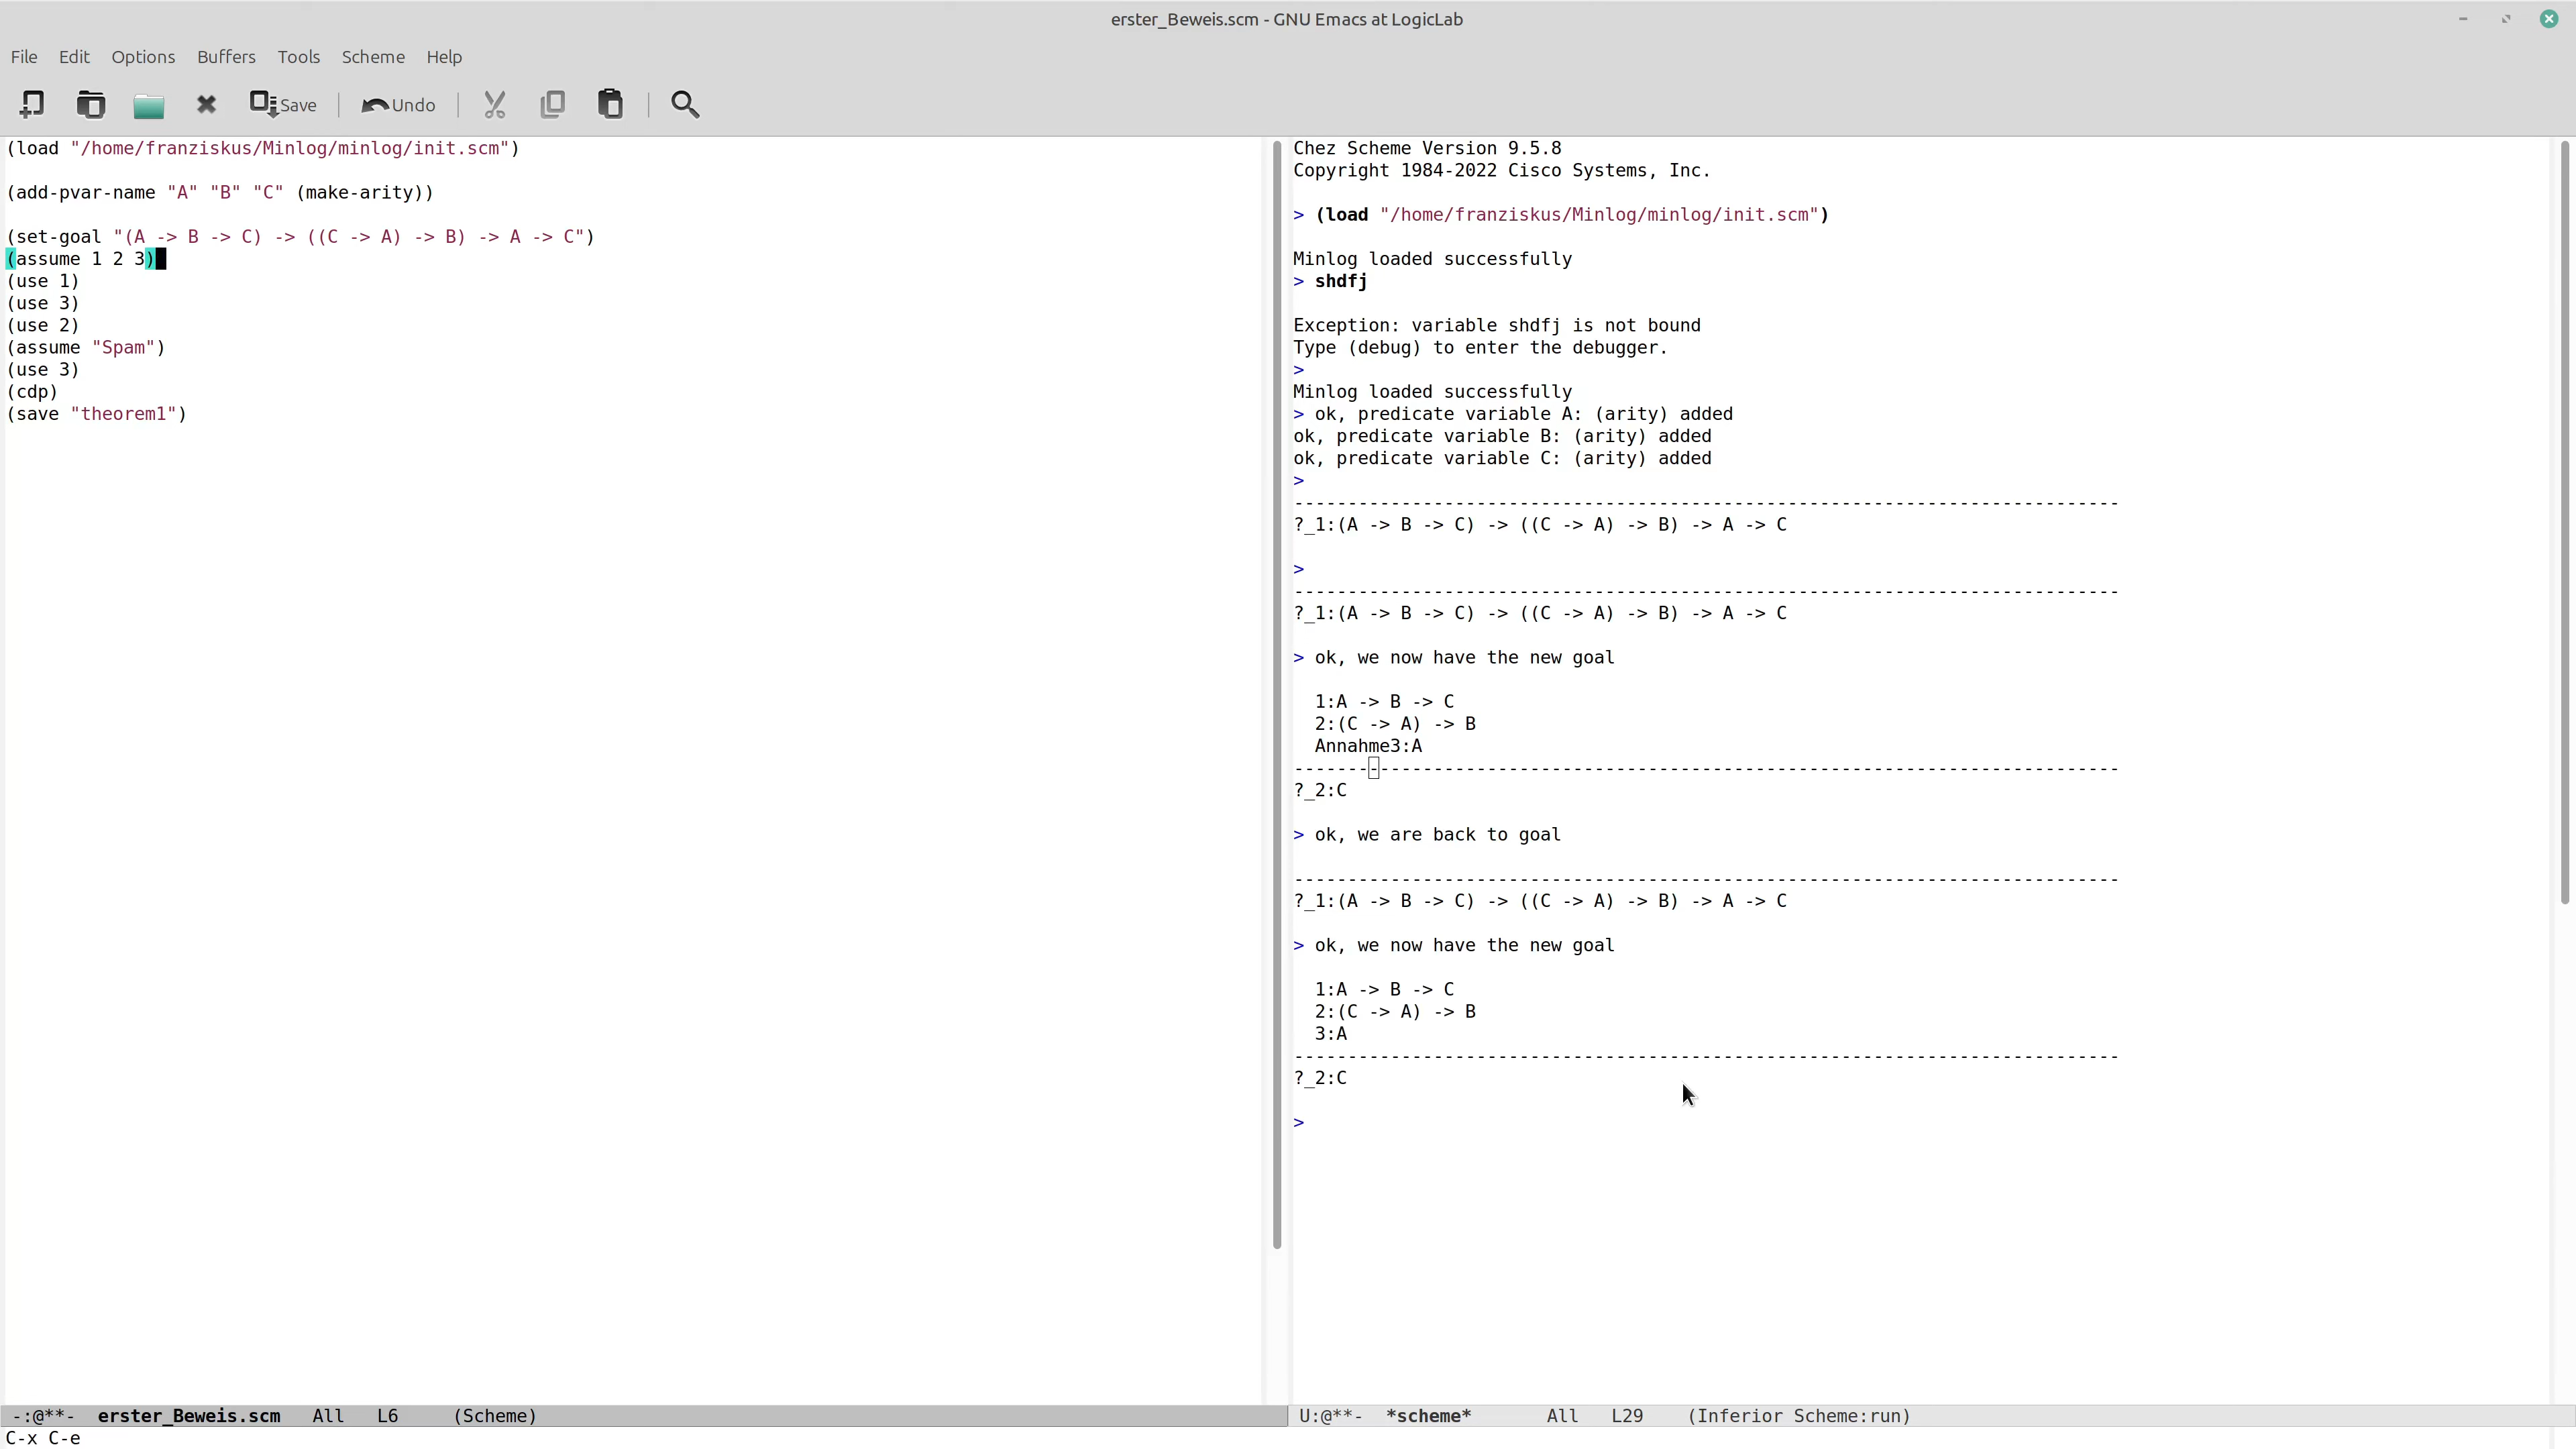 erster_Beweis.scm - GNU Emacs at LogicLab
File Edit Options Buffers Tools Scheme Help
Save Undo
(load "/home/franziskus/Minlog/minlog/init.scm")
(add-pvar-name "A" "B" "C" (make-arity))
(set-goal "(A -> B -> C) -> ((C -> A) -> B) -> A -> C")
(assume 1 2 3)
(use 1)
(use 3)
(use 2)
(assume "Spam")
(use 3)
(cdp)
(save "theorem1")
-:@**- erster_Beweis.scm All L6 (Scheme)
Chez Scheme Version 9.5.8
Copyright 1984-2022 Cisco Systems, Inc.
> (load "/home/franziskus/Minlog/minlog/init.scm")
Minlog loaded successfully
> shdfj
Exception: variable shdfj is not bound
Type (debug) to enter the debugger.
>
Minlog loaded successfully
> ok, predicate variable A: (arity) added
ok, predicate variable B: (arity) added
ok, predicate variable C: (arity) added
>
-----------------------------------------------------------------------------
?_1:(A -> B -> C) -> ((C -> A) -> B) -> A -> C
>
-----------------------------------------------------------------------------
?_1:(A -> B -> C) -> ((C -> A) -> B) -> A -> C
> ok, we now have the new goal
1:A -> B -> C
2:(C -> A) -> B
Annahme3:A
-----------------------------------------------------------------------------
?_2:C
> ok, we are back to goal
-----------------------------------------------------------------------------
?_1:(A -> B -> C) -> ((C -> A) -> B) -> A -> C
> ok, we now have the new goal
1:A -> B -> C
2:(C -> A) -> B
3:A
-----------------------------------------------------------------------------
?_2:C
>
U:@**- *scheme* All L29 (Inferior Scheme:run)
C-x C-e